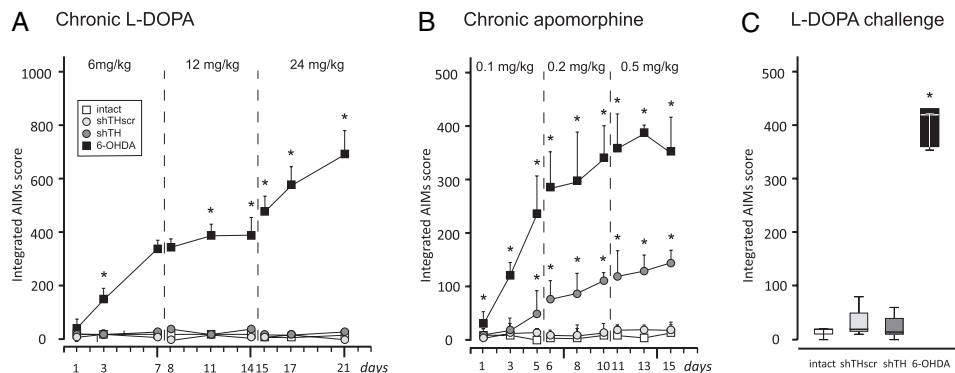 A Chronic L-DOPA
6mg/kg 12 mg/kg 24 mg/kg
Integrated AIMs score
1000
800
600
400
200
0
intact
shTHscr
shTH
6-OHDA
* * * * * *
1 3 7 8 11 14 15 17 21 days
B Chronic apomorphine
0.1 mg/kg 0.2 mg/kg 0.5 mg/kg
Integrated AIMs score
500
400
300
200
100
0
* * * * * * * * *
* * * * * * *
1 3 5 6 8 10 11 13 15 days
C L-DOPA challenge
Integrated AIMs score
500
400
300
200
100
0
*
intact shTHscr shTH 6-OHDA